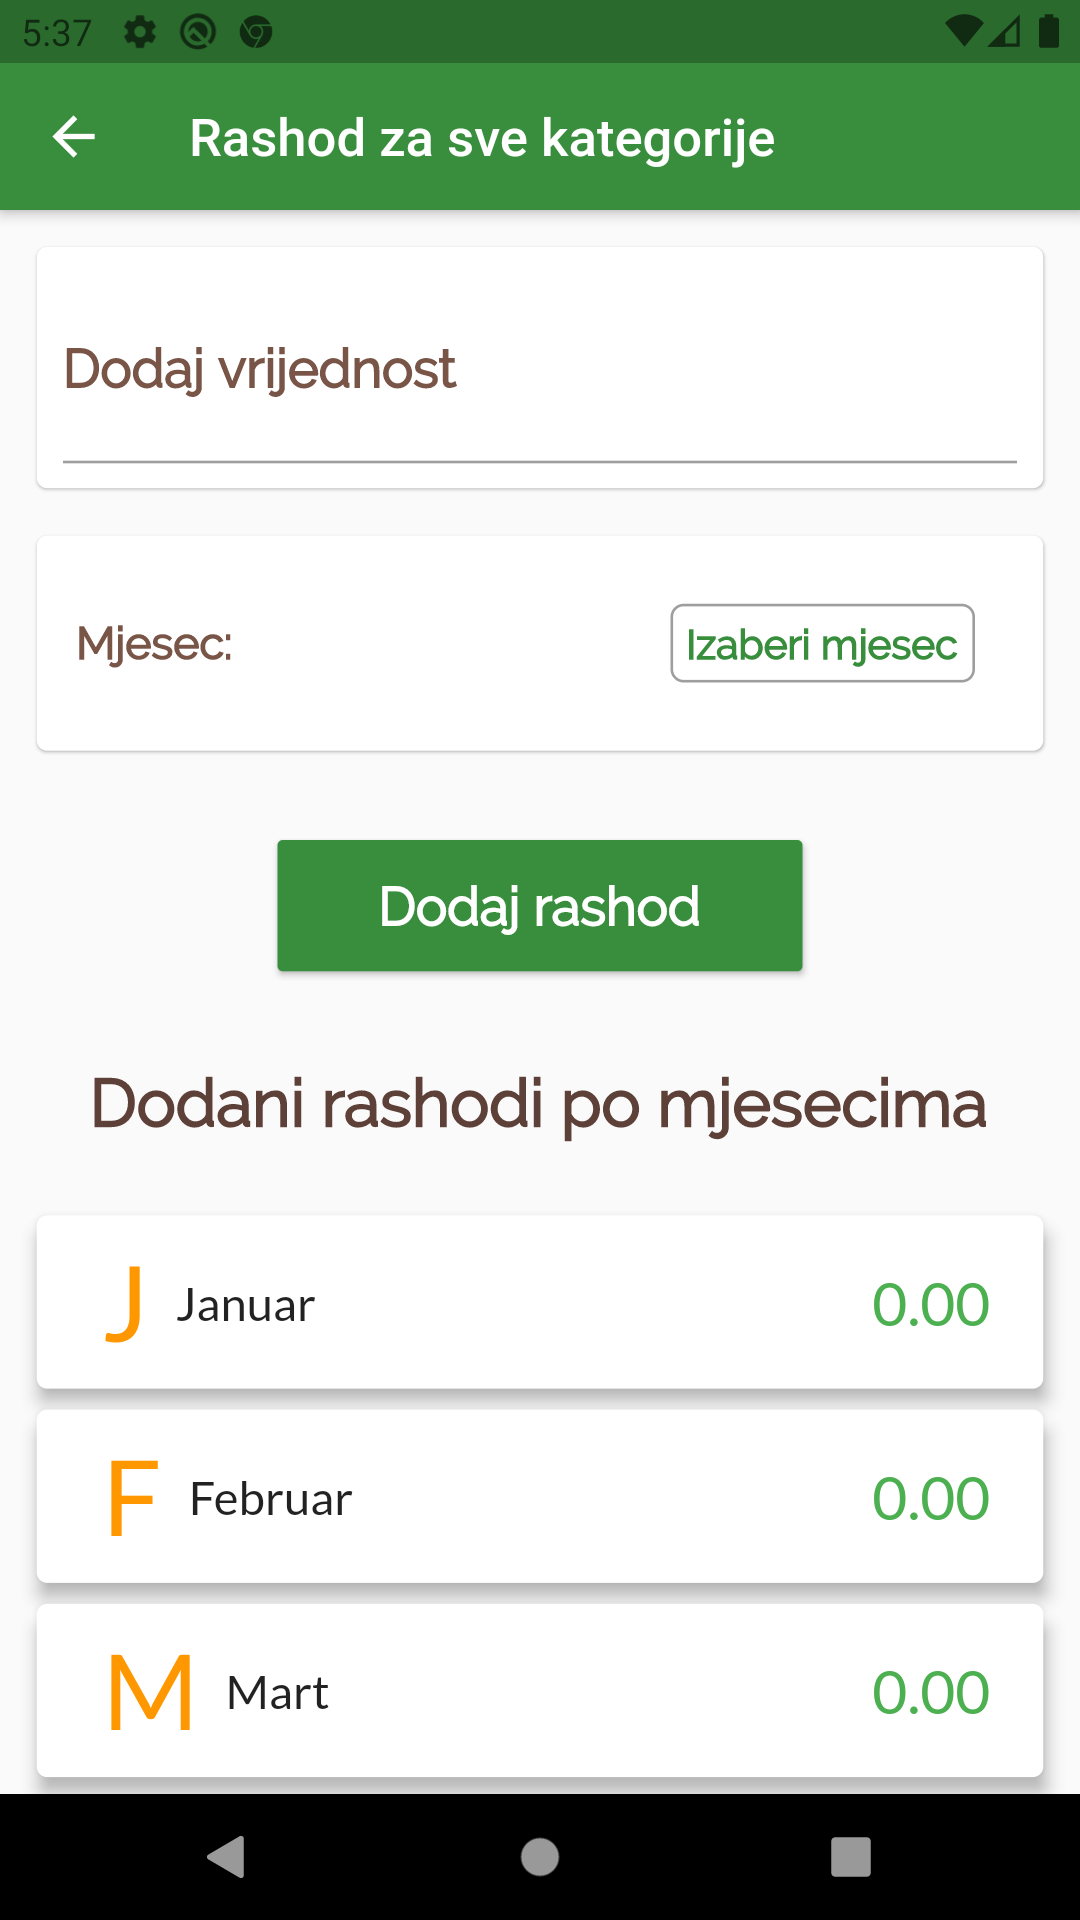 5:37
Rashod za sve kategorije
Dodaj vrijednost
Mjesec:
Izaberi mjesec
Dodaj rashod
Dodani rashodi po mjesecima
J Januar 0.00
F Februar 0.00
M Mart 0.00